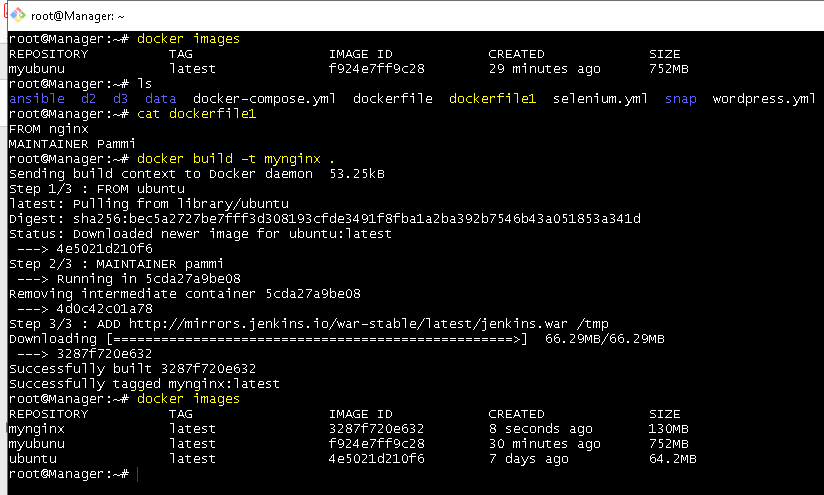 root@Manager: ~
root@Manager:~# docker images
REPOSITORY TAG IMAGE ID CREATED SIZE
myubunu latest f924e7ff9c28 29 minutes ago 752MB
root@Manager:~# ls
ansible d2 d3 data docker-compose.yml dockerfile dockerfile1 selenium.yml snap wordpress.yml
root@Manager:~# cat dockerfile1
FROM nginx
MAINTAINER Pammi
root@Manager:~# docker build -t mynginx .
Sending build context to Docker daemon 53.25kB
Step 1/3 : FROM ubuntu
latest: Pulling from library/ubuntu
Digest: sha256:bec5a2727be7fff3d308193cfde3491f8fba1a2ba392b7546b43a051853a341d
Status: Downloaded newer image for ubuntu:latest
---> 4e5021d210f6
Step 2/3 : MAINTAINER pammi
---> Running in 5cda27a9be08
Removing intermediate container 5cda27a9be08
---> 4d0c42c01a78
Step 3/3 : ADD http://mirrors.jenkins.io/war-stable/latest/jenkins.war /tmp
Downloading [==================================================>] 66.29MB/66.29MB
---> 3287f720e632
Successfully built 3287f720e632
Successfully tagged mynginx:latest
root@Manager:~# docker images
REPOSITORY TAG IMAGE ID CREATED SIZE
mynginx latest 3287f720e632 8 seconds ago 130MB
myubunu latest f924e7ff9c28 30 minutes ago 752MB
ubuntu latest 4e5021d210f6 7 days ago 64.2MB
root@Manager:~#